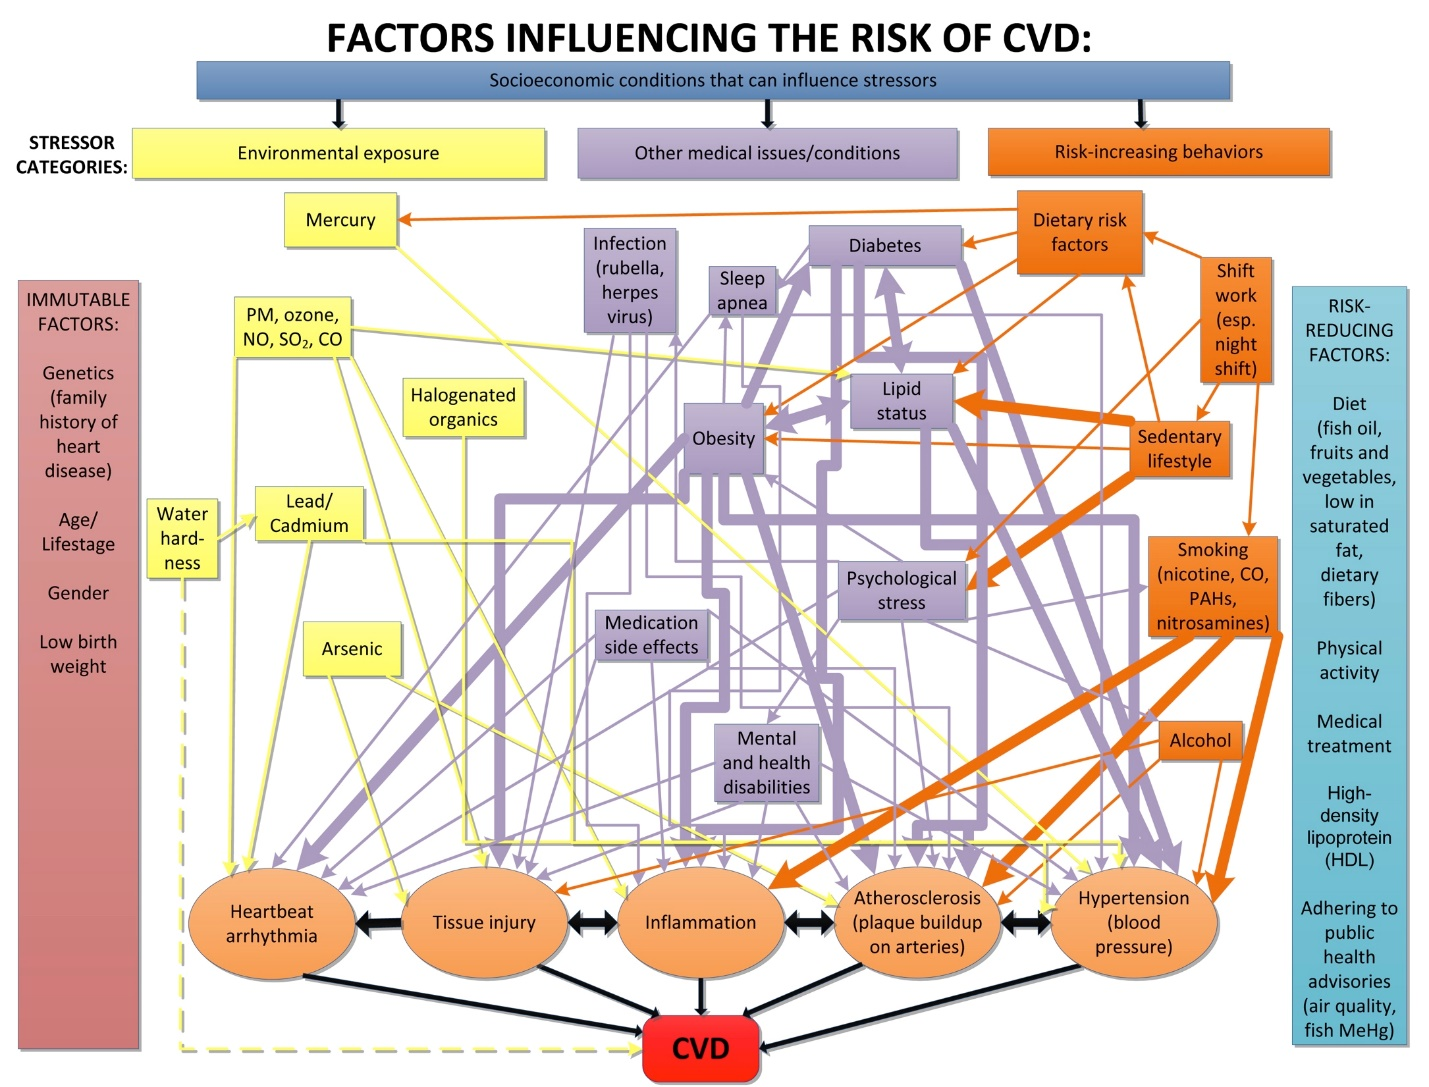 FACTORS INFLUENCING THE RISK OF CVD:
Socioeconomic conditions that can influence stressors
STRESSOR
CATEGORIES:
Environmental exposure
Other medical issues/conditions
Risk-increasing behaviors
IMMUTABLE
FACTORS:
Genetics
(family
history of
heart
disease)
Age/
Lifestage
Gender
Low birth
weight
Mercury
PM, ozone,
NO, SO₂, CO
Halogenated
organics
Water
hard-
ness
Lead/
Cadmium
Arsenic
Infection
(rubella,
herpes
virus)
Sleep
apnea
Diabetes
Lipid
status
Obesity
Psychological
stress
Medication
side effects
Mental
and health
disabilities
Dietary risk
factors
Shift
work
(esp.
night
shift)
Sedentary
lifestyle
Smoking
(nicotine, CO,
PAHs,
nitrosamines)
Alcohol
RISK-
REDUCING
FACTORS:
Diet
(fish oil,
fruits and
vegetables,
low in
saturated
fat,
dietary
fibers)
Physical
activity
Medical
treatment
High-
density
lipoprotein
(HDL)
Adhering to
public
health
advisories
(air quality,
fish MeHg)
Heartbeat
arrhythmia
Tissue injury
Inflammation
Atherosclerosis
(plaque buildup
on arteries)
Hypertension
(blood
pressure)
CVD